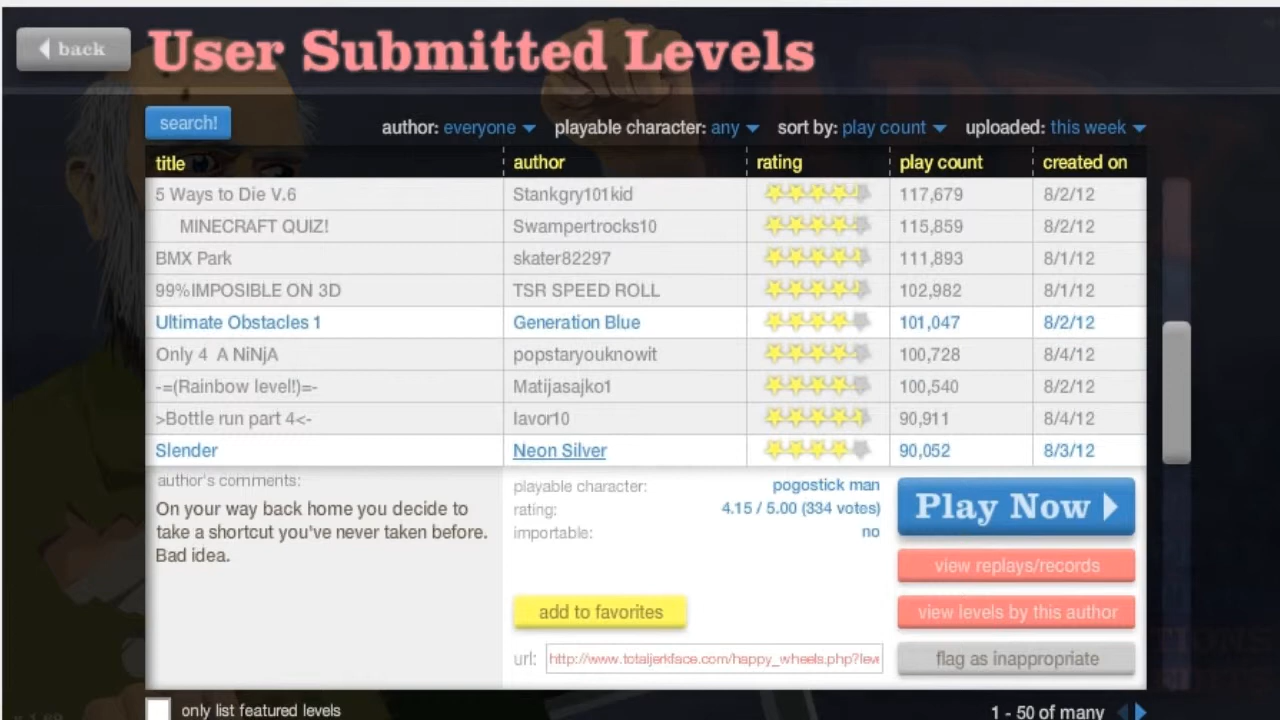 back
User Submitted Levels
search! author: everyone playable character: any sort by: play count uploaded: this week
title author rating play count created on
5 Ways to Die V.6 Stankgry101kid 117,679 8/2/12
MINECRAFT QUIZ! Swampertrocks10 115,859 8/2/12
BMX Park skater82297 111,893 8/1/12
99%IMPOSIBLE ON 3D TSR SPEED ROLL 102,982 8/1/12
Ultimate Obstacles 1 Generation Blue 101,047 8/2/12
Only 4 A NiNjA popstaryouknowit 100,728 8/4/12
-=(Rainbow level!)=- Matijasajko1 100,540 8/2/12
>Bottle run part 4<- lavor10 90,911 8/4/12
Slender Neon Silver 90,052 8/3/12
author's comments:
On your way back home you decide to
take a shortcut you've never taken before.
Bad idea.
playable character: pogostick man
rating: 4.15 / 5.00 (334 votes)
importable: no
add to favorites
url: http://www.totaljerkface.com/happy_wheels.php?leve
Play Now
view replays/records
view levels by this author
flag as inappropriate
only list featured levels
1 - 50 of many